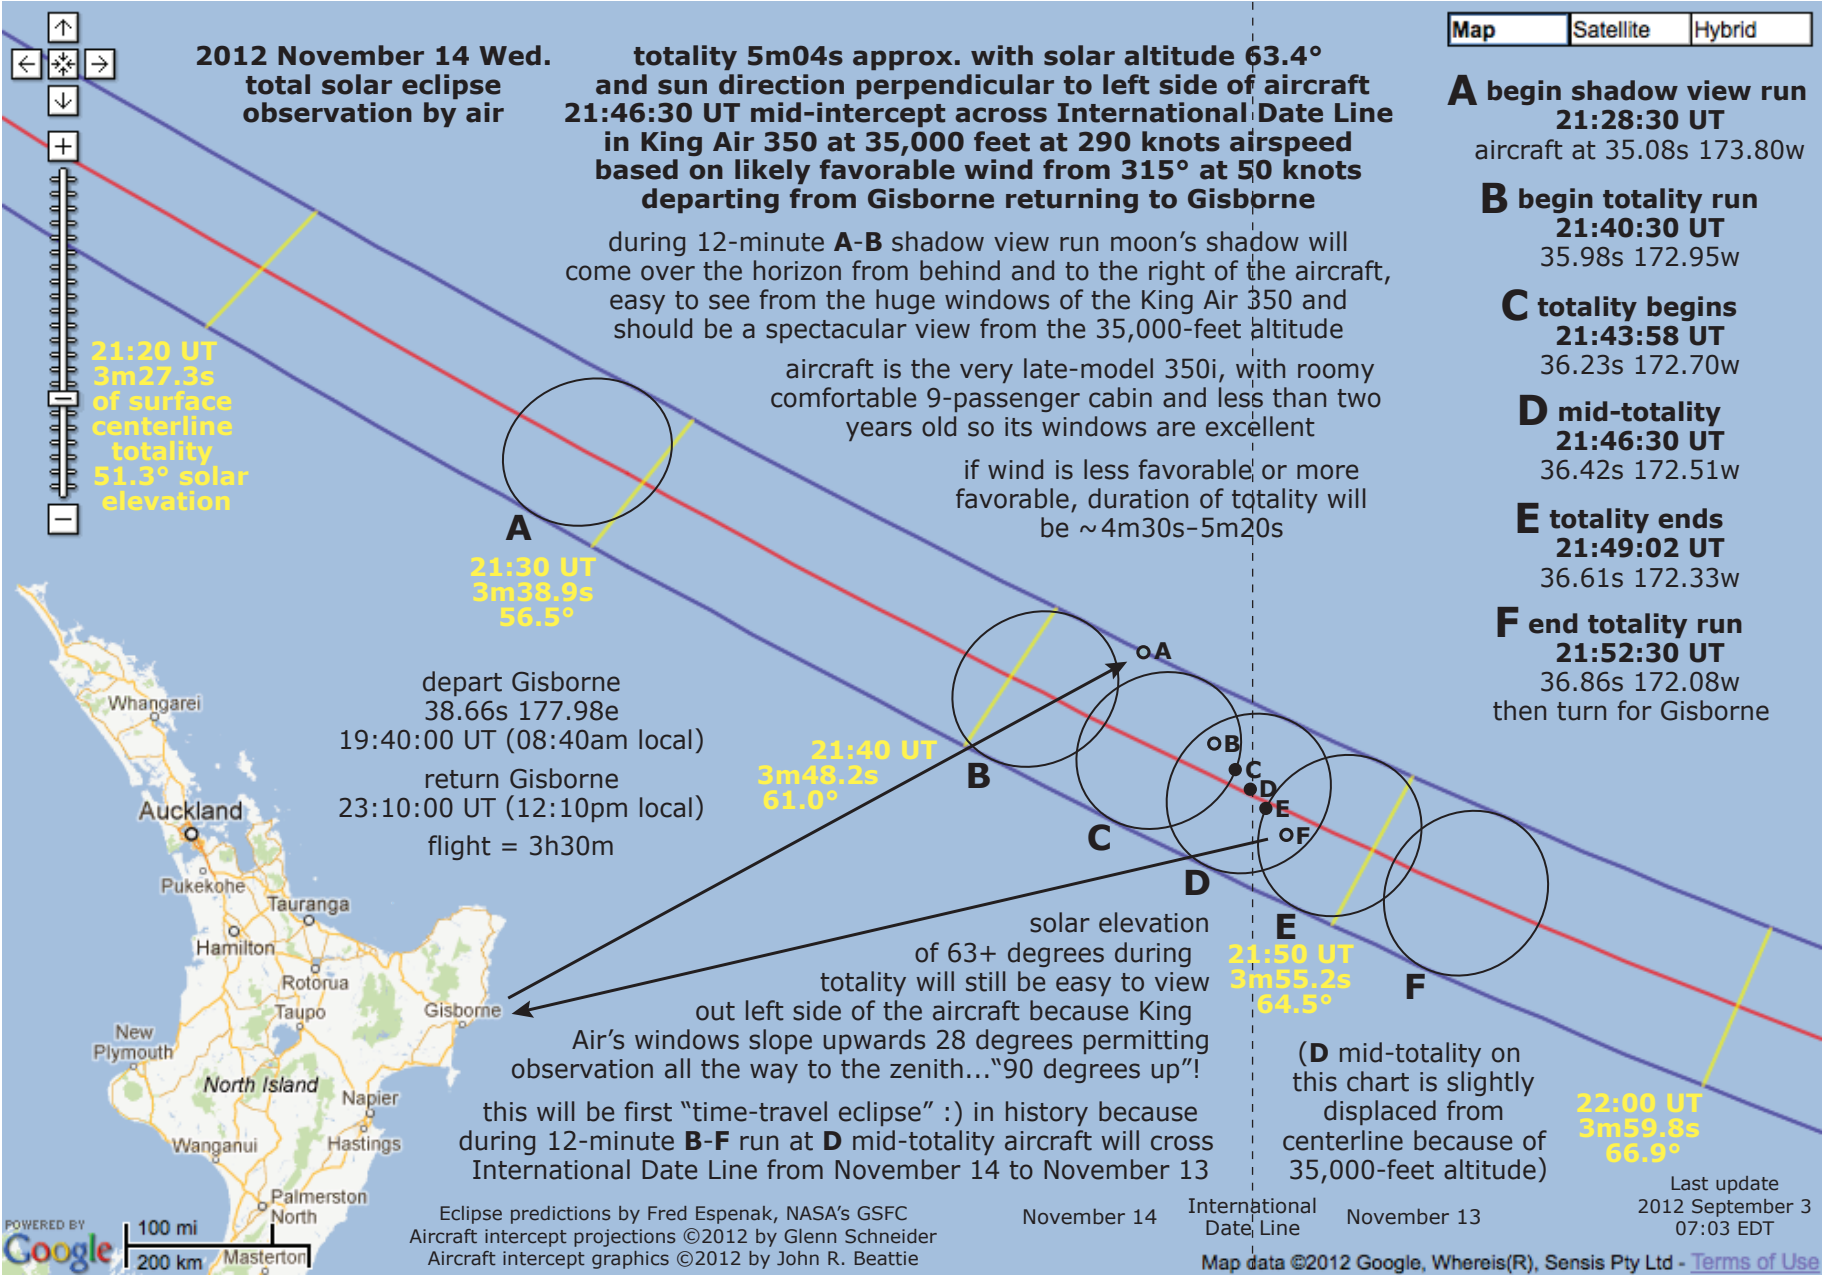 2012 November 14 Wed.
total solar eclipse
observation by air
totality 5m04s approx. with solar altitude 63.4°
and sun direction perpendicular to left side of aircraft
21:46:30 UT mid-intercept across International Date Line
in King Air 350 at 35,000 feet at 290 knots airspeed
based on likely favorable wind from 315° at 50 knots
departing from Gisborne returning to Gisborne
during 12-minute A-B shadow view run moon's shadow will
come over the horizon from behind and to the right of the aircraft,
easy to see from the huge windows of the King Air 350 and
should be a spectacular view from the 35,000-feet altitude
aircraft is the very late-model 350i, with roomy
comfortable 9-passenger cabin and less than two
years old so its windows are excellent
if wind is less favorable or more
favorable, duration of totality will
be ~4m30s–5m20s
Map
Satellite
Hybrid
A begin shadow view run
21:28:30 UT
aircraft at 35.08s 173.80w
B begin totality run
21:40:30 UT
35.98s 172.95w
C totality begins
21:43:58 UT
36.23s 172.70w
D mid-totality
21:46:30 UT
36.42s 172.51w
E totality ends
21:49:02 UT
36.61s 172.33w
F end totality run
21:52:30 UT
36.86s 172.08w
then turn for Gisborne
21:20 UT
3m27.3s
of surface
centerline
totality
51.3° solar
elevation
A
21:30 UT
3m38.9s
56.5°
depart Gisborne
38.66s 177.98e
19:40:00 UT (08:40am local)
return Gisborne
23:10:00 UT (12:10pm local)
flight = 3h30m
21:40 UT
3m48.2s
61.0°
B
C
D
E
F
A
B
C
D
E
F
21:50 UT
3m55.2s
64.5°
solar elevation
of 63+ degrees during
totality will still be easy to view
out left side of the aircraft because King
Air's windows slope upwards 28 degrees permitting
observation all the way to the zenith..."90 degrees up"!
this will be first "time-travel eclipse" :) in history because
during 12-minute B-F run at D mid-totality aircraft will cross
International Date Line from November 14 to November 13
(D mid-totality on
this chart is slightly
displaced from
centerline because of
35,000-feet altitude)
22:00 UT
3m59.8s
66.9°
Whangarei
Auckland
Pukekohe
Tauranga
Hamilton
Rotorua
Taupo
Gisborne
New
Plymouth
North Island
Napier
Hastings
Wanganui
Palmerston
North
Masterton
POWERED BY
Google
100 mi
200 km
Eclipse predictions by Fred Espenak, NASA's GSFC
Aircraft intercept projections ©2012 by Glenn Schneider
Aircraft intercept graphics ©2012 by John R. Beattie
November 14
International
Date Line
November 13
Last update
2012 September 3
07:03 EDT
Map data ©2012 Google, Whereis(R), Sensis Pty Ltd - Terms of Use